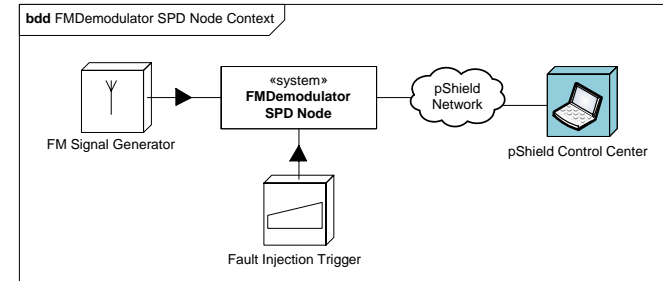 bdd FMDemodulator SPD Node Context
«system»
FMDemodulator
SPD Node
pShield
Network
FM Signal Generator
pShield Control Center
Fault Injection Trigger